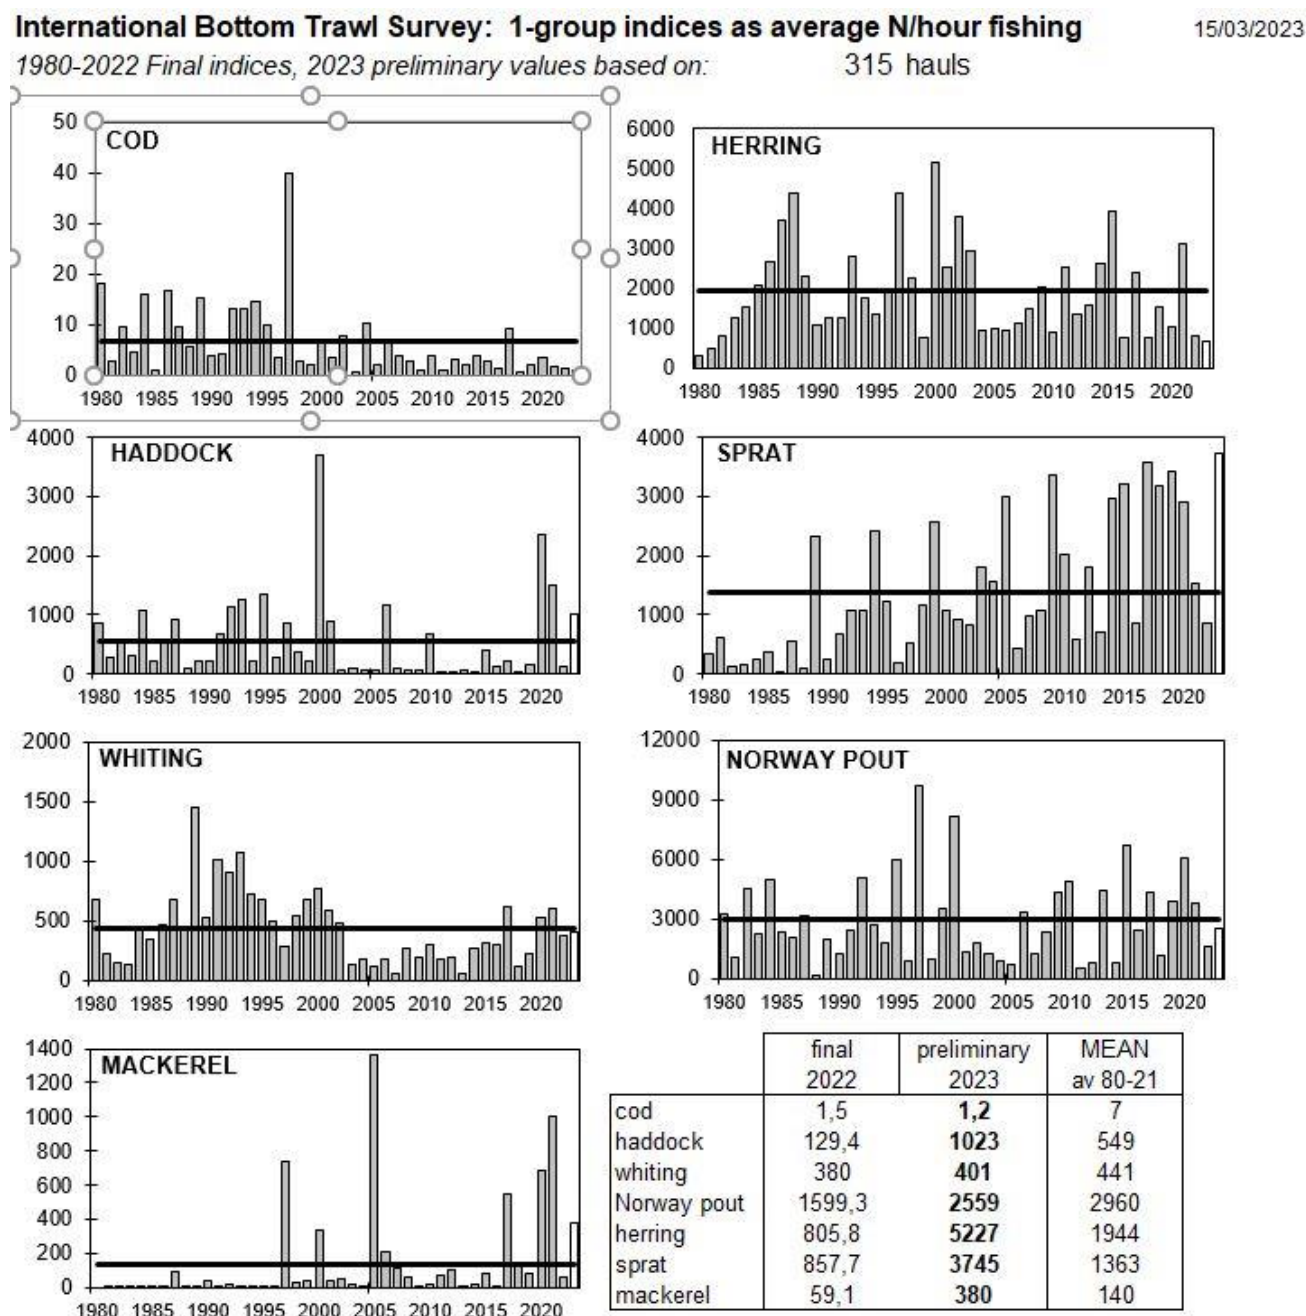 International Bottom Trawl Survey: 1-group indices as average N/hour fishing 15/03/2023
1980-2022 Final indices, 2023 preliminary values based on: 315 hauls
COD
50
40
30
20
10
0
1980 1985 1990 1995 2000 2005 2010 2015 2020
HERRING
6000
5000
4000
3000
2000
1000
0
1980 1985 1990 1995 2000 2005 2010 2015 2020
HADDOCK
4000
3000
2000
1000
0
1980 1985 1990 1995 2000 2005 2010 2015 2020
SPRAT
4000
3000
2000
1000
0
1980 1985 1990 1995 2000 2005 2010 2015 2020
WHITING
2000
1500
1000
500
0
1980 1985 1990 1995 2000 2005 2010 2015 2020
NORWAY POUT
12000
9000
6000
3000
0
1980 1985 1990 1995 2000 2005 2010 2015 2020
MACKEREL
1400
1200
1000
800
600
400
200
0
1980 1985 1990 1995 2000 2005 2010 2015 2020
final preliminary MEAN
2022 2023 av 80-21
cod 1,5 1,2 7
haddock 129,4 1023 549
whiting 380 401 441
Norway pout 1599,3 2559 2960
herring 805,8 5227 1944
sprat 857,7 3745 1363
mackerel 59,1 380 140